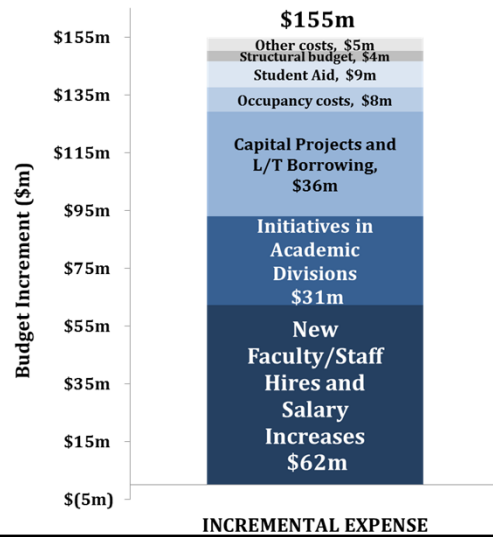 $155m
$155m
Other costs, $5m
Structural budget, $4m
Student Aid, $9m
$135m
Occupancy costs, $8m
$115m
Capital Projects and
L/T Borrowing,
$36m
$95m
Initiatives in
Academic
Divisions
$31m
$75m
$55m
New
Faculty/Staff
Hires and
Salary
Increases
$62m
$35m
$15m
$(5m)
Budget Increment ($m)
INCREMENTAL EXPENSE